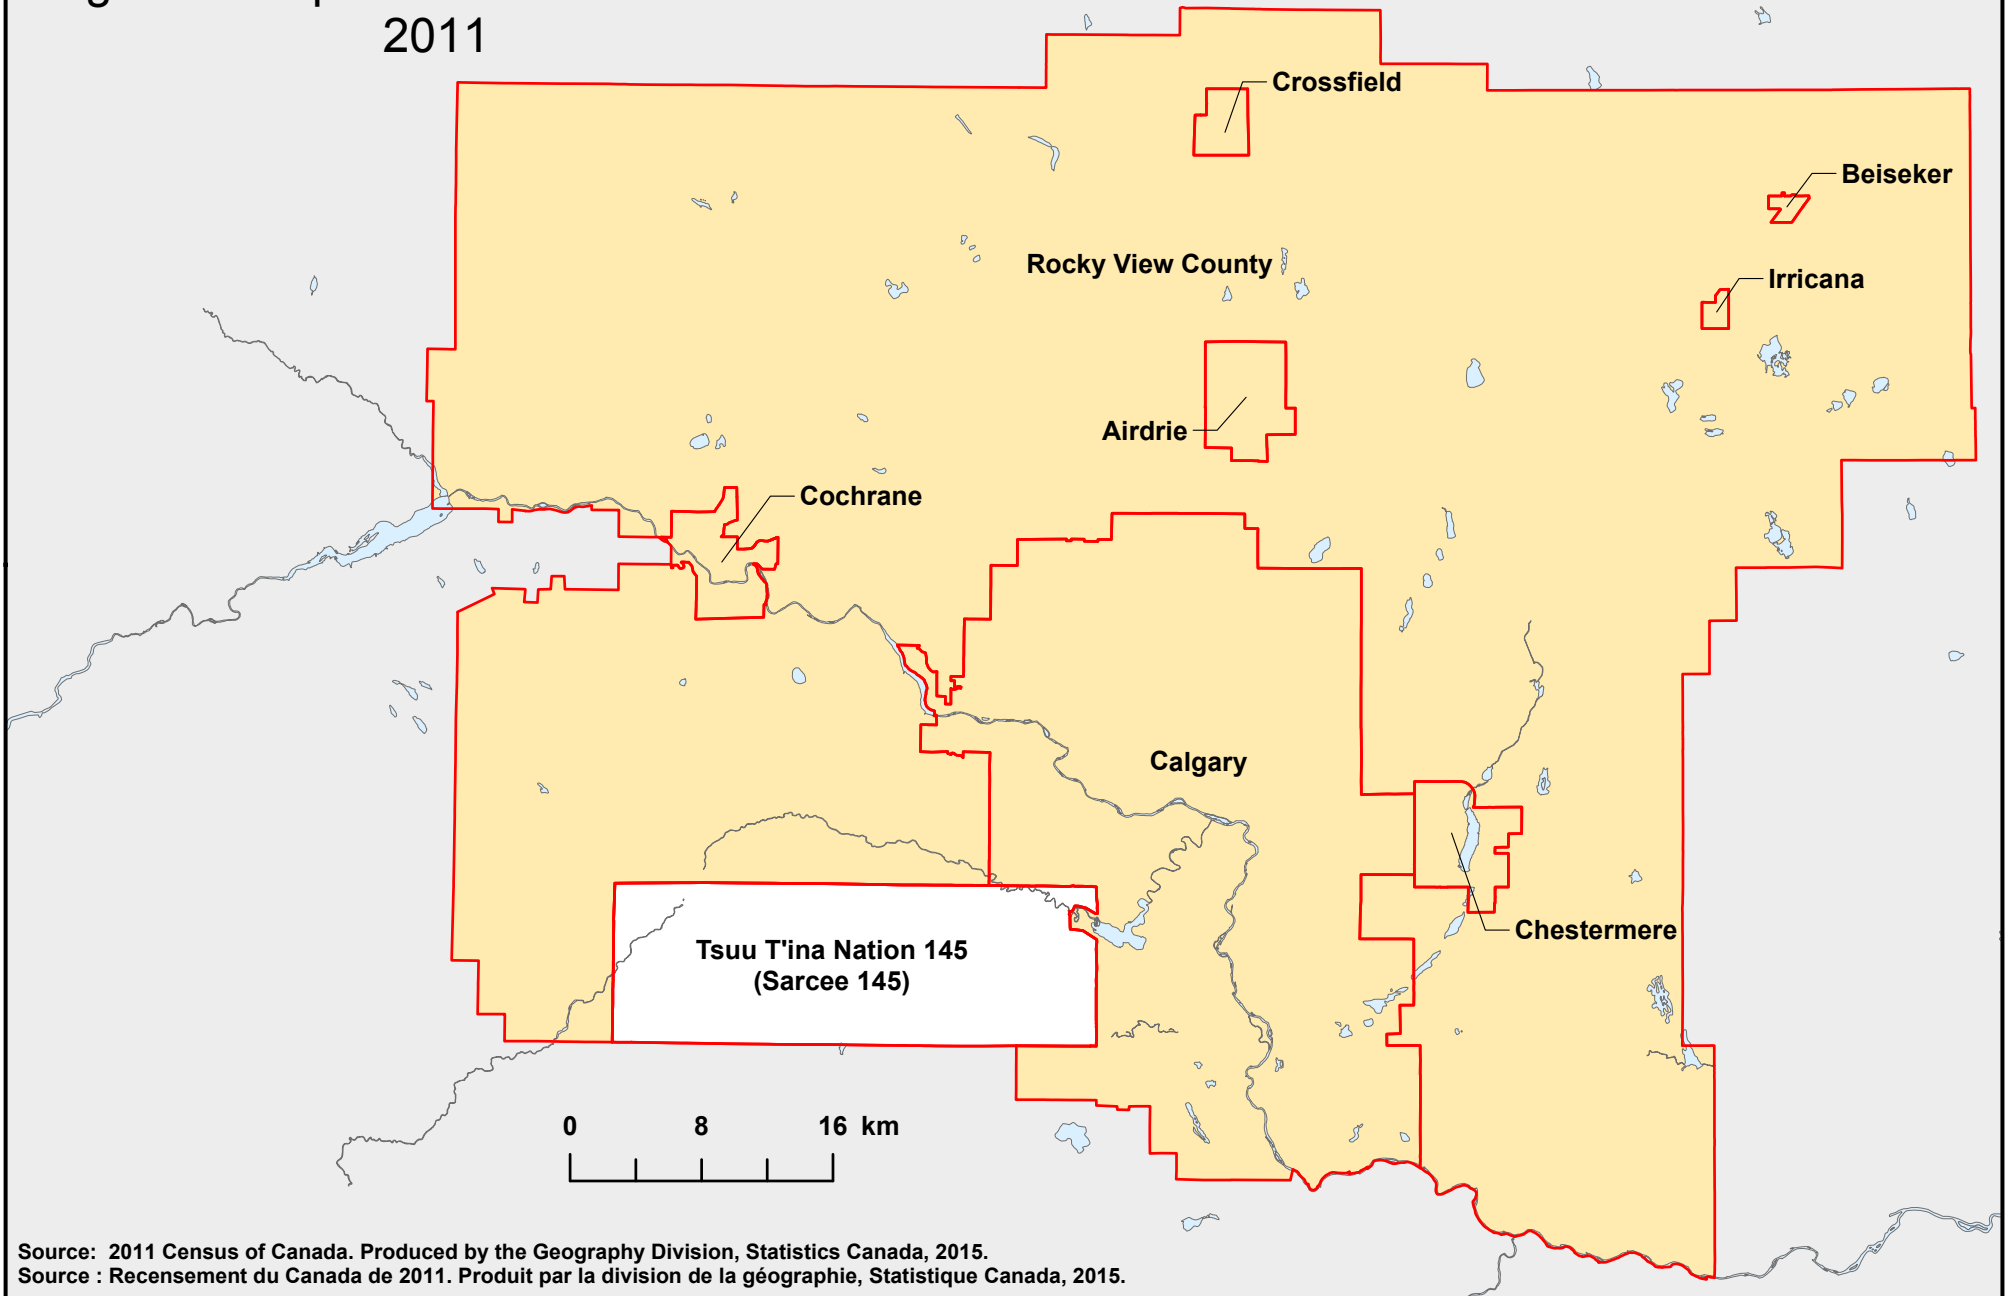 2011
Crossfield
Beiseker
Rocky View County
Irricana
Airdrie
Cochrane
Calgary
Chestermere
Tsuu T'ina Nation 145
(Sarcee 145)
0 8 16 km
Source: 2011 Census of Canada. Produced by the Geography Division, Statistics Canada, 2015.
Source : Recensement du Canada de 2011. Produit par la division de la géographie, Statistique Canada, 2015.